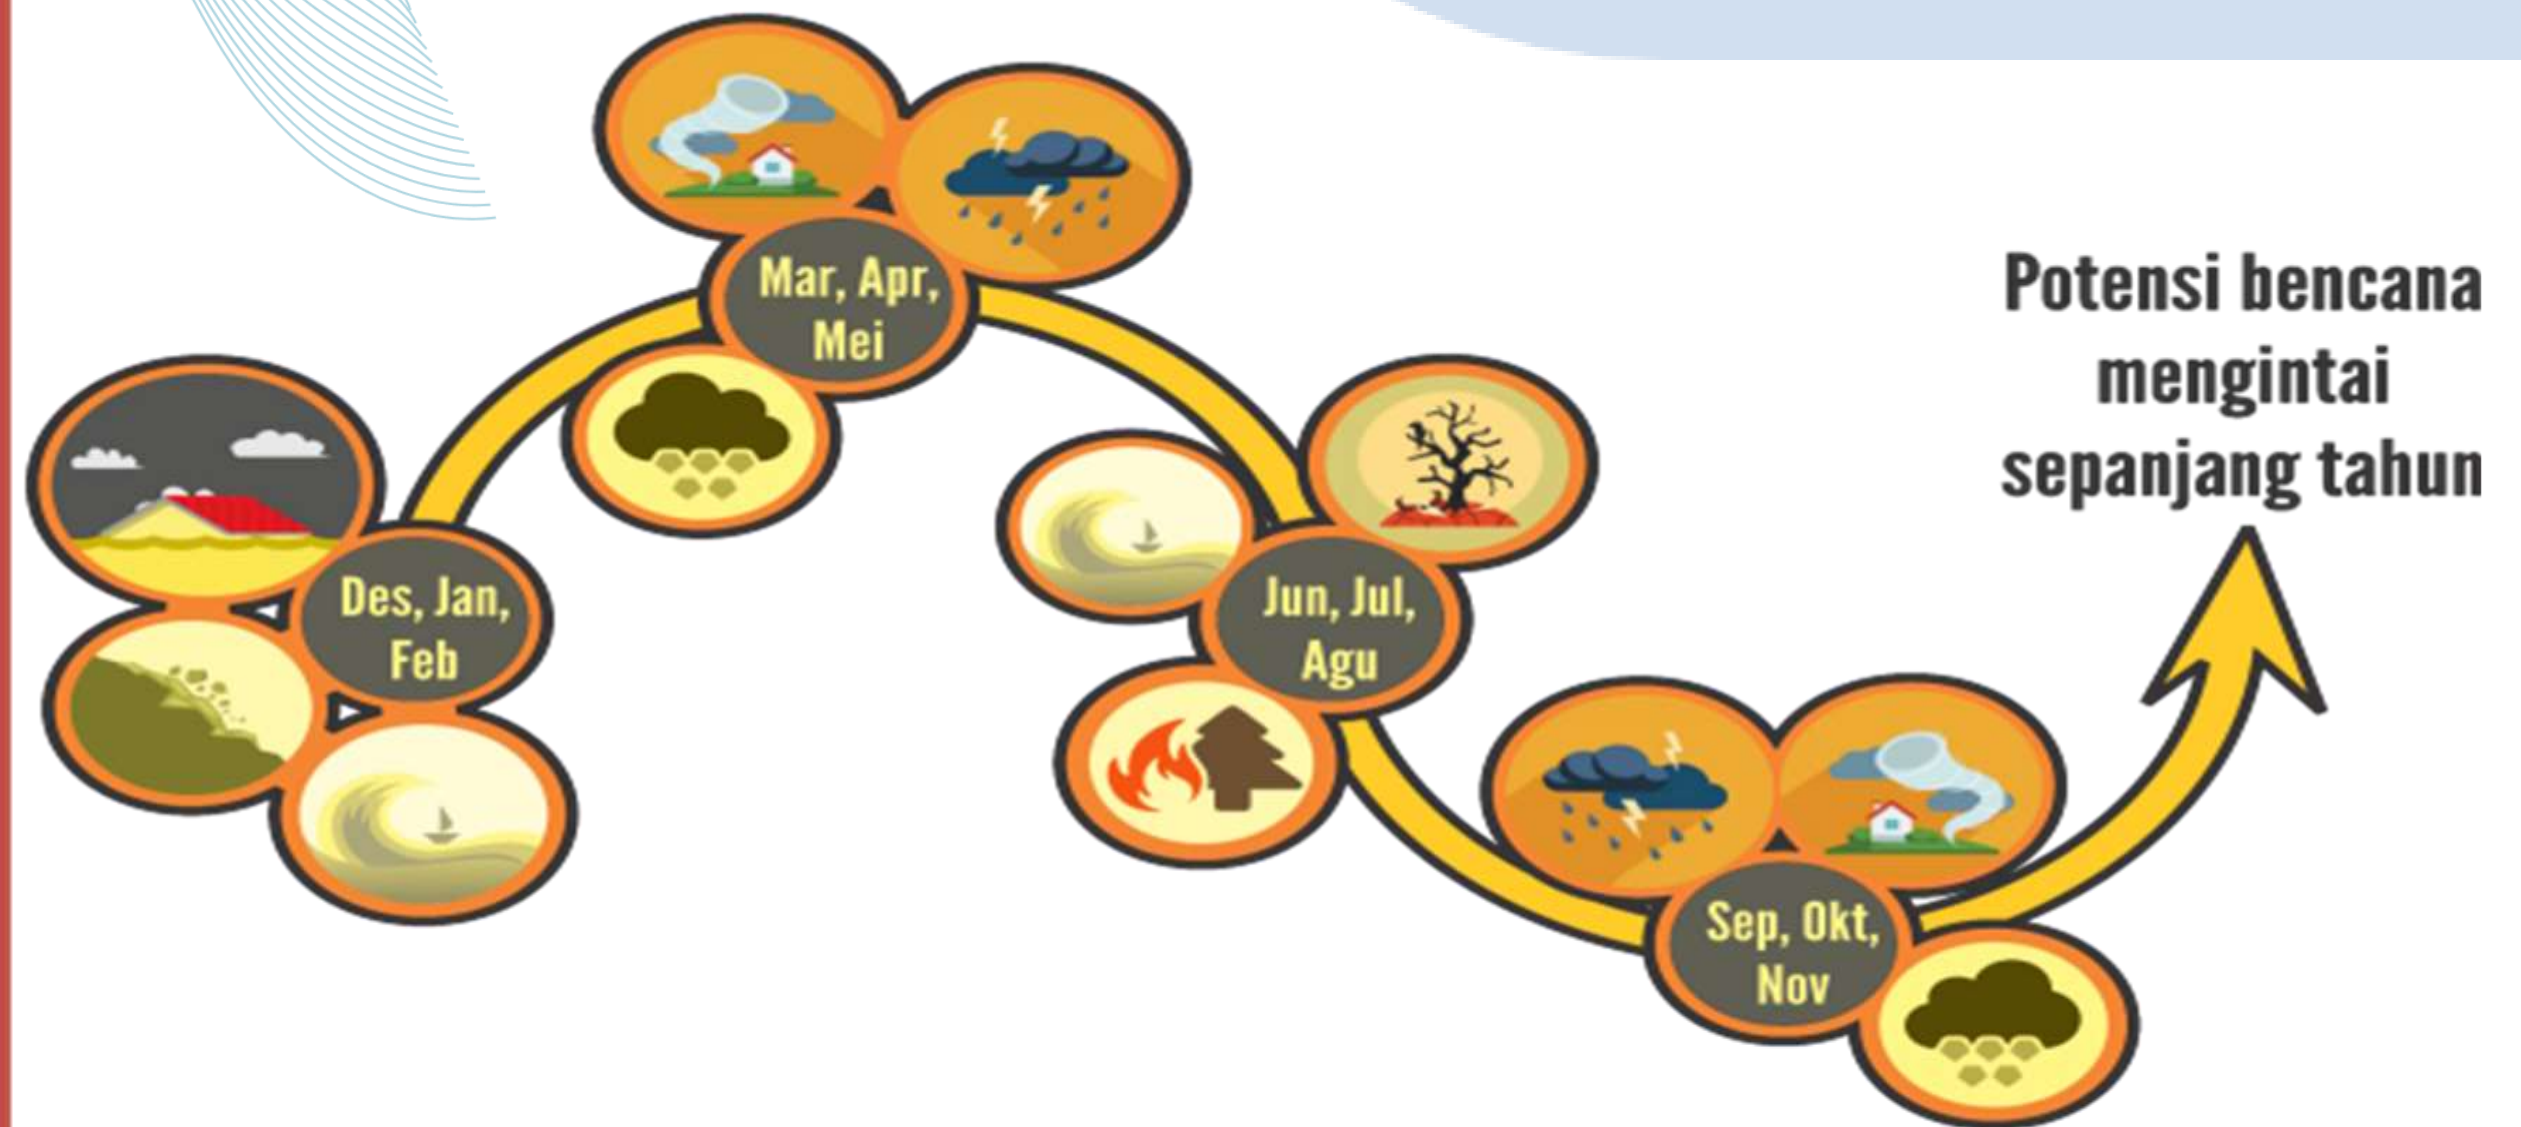 Des, Jan,
Feb
Mar, Apr,
Mei
Jun, Jul,
Agu
Sep, Okt,
Nov
Potensi bencana
mengintai
sepanjang tahun